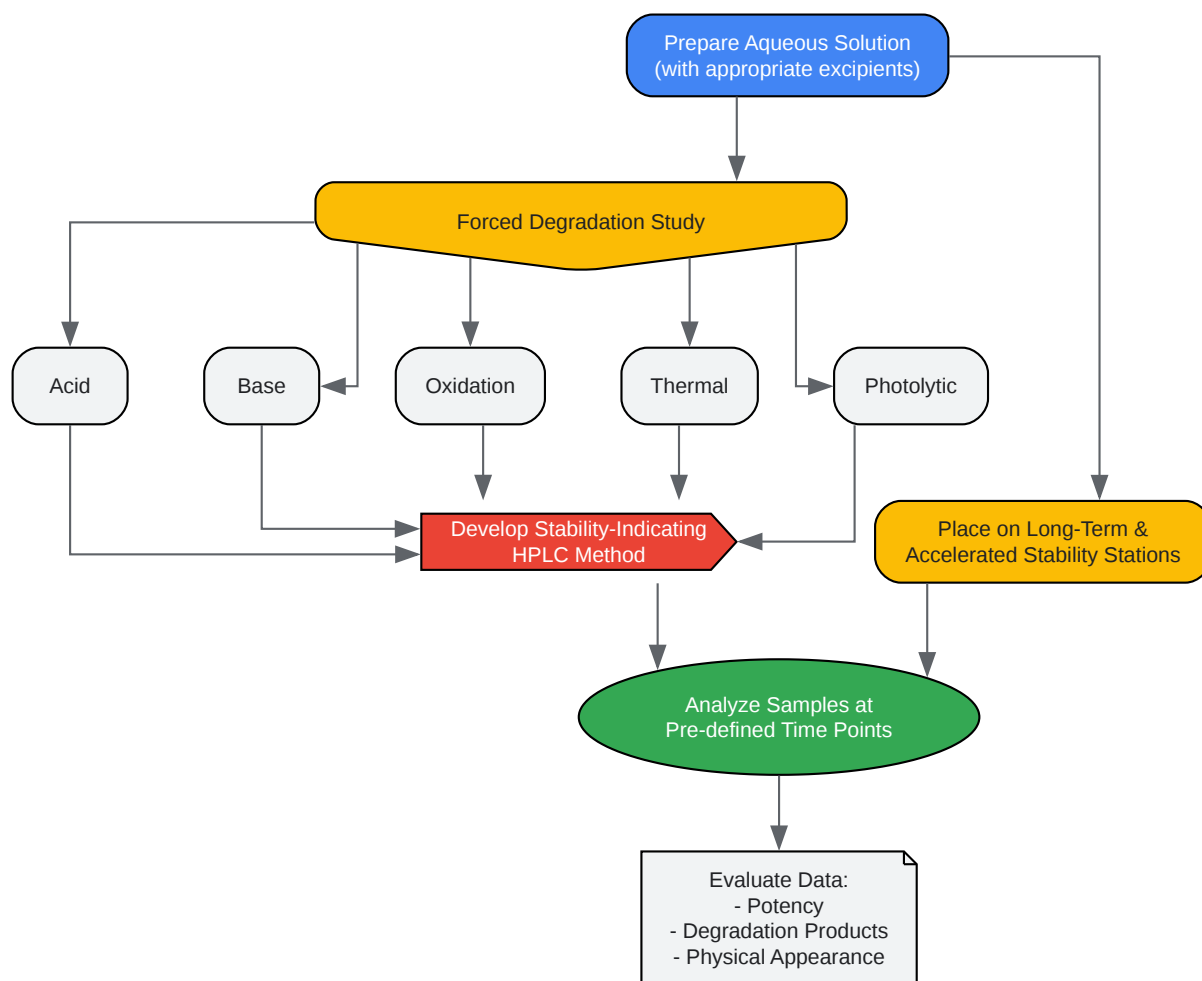 Prepare Aqueous Solution
(with appropriate excipients)
Forced Degradation Study
Acid
Base
Oxidation
Thermal
Photolytic
Develop Stability-Indicating
HPLC Method
Place on Long-Term &
Accelerated Stability Stations
Analyze Samples at
Pre-defined Time Points
Evaluate Data:
- Potency
- Degradation Products
- Physical Appearance